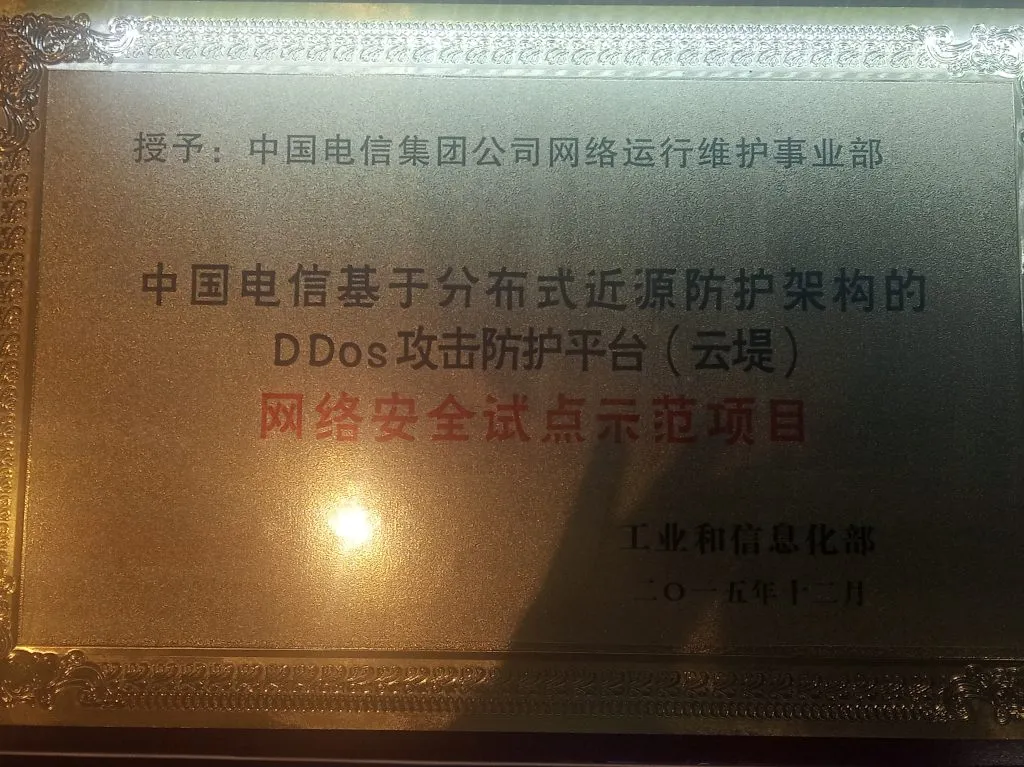 授予：中国电信集团公司网络运行维护事业部
中国电信基于分布式近源防护架构的
DDos攻击防护平台（云堤）
网络安全试点示范项目
工业和信息化部
二〇一五年十二月